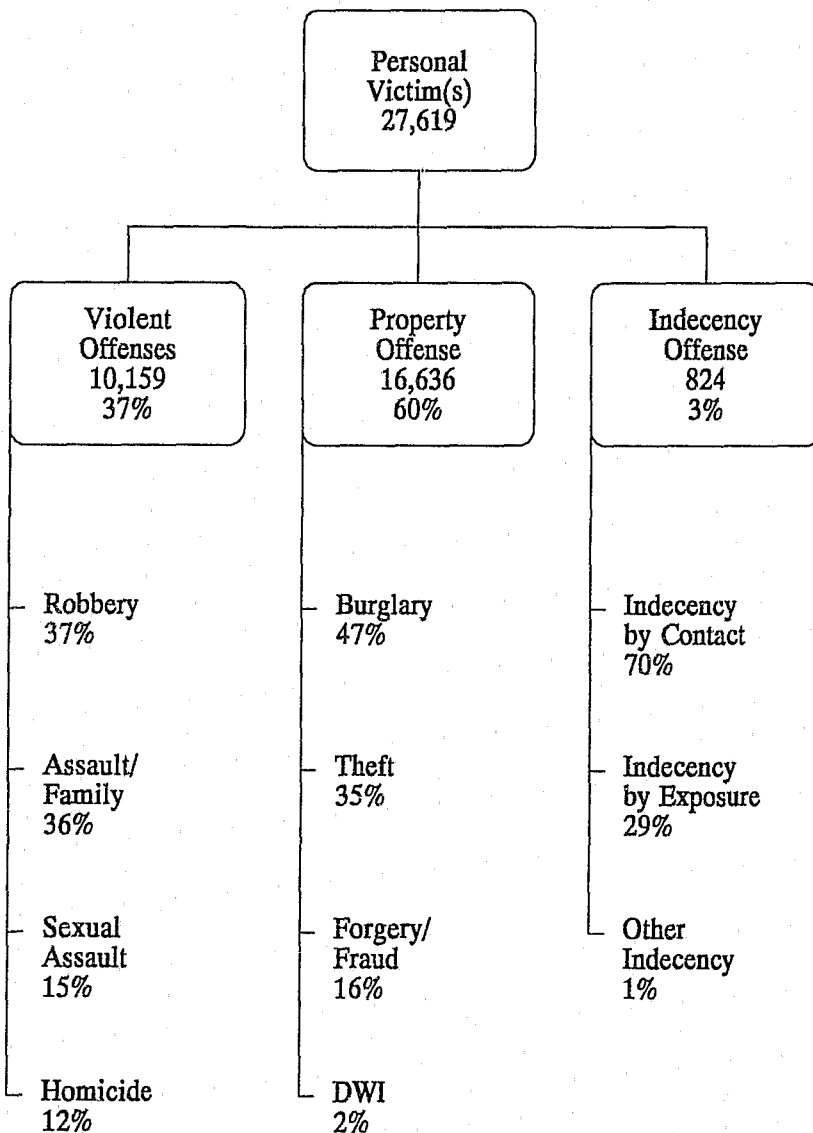 Personal
Victim(s)
27,619
Violent
Offenses
10,159
37%
Property
Offense
16,636
60%
Indecency
Offense
824
3%
Robbery
37%
Assault/
Family
36%
Sexual
Assault
15%
Homicide
12%
Burglary
47%
Theft
35%
Forgery/
Fraud
16%
DWI
2%
Indecency
by Contact
70%
Indecency
by Exposure
29%
Other
Indecency
1%